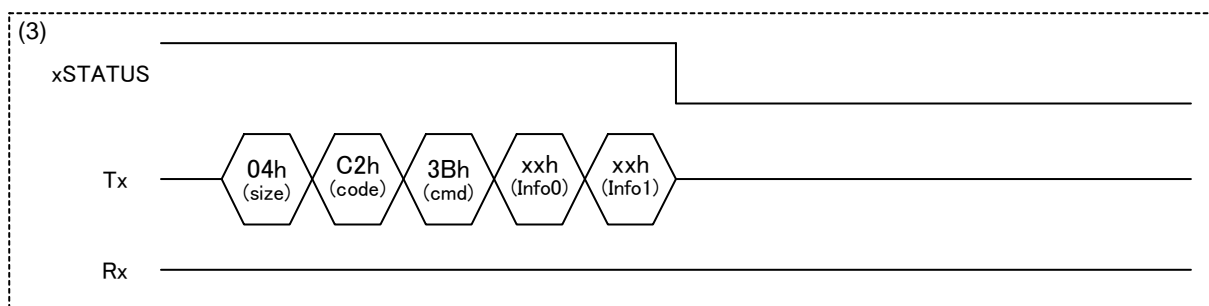 (3)
xSTATUS
Tx
04h
(size)
C2h
(code)
3Bh
(cmd)
xxh
(Info0)
xxh
(Info1)
Rx